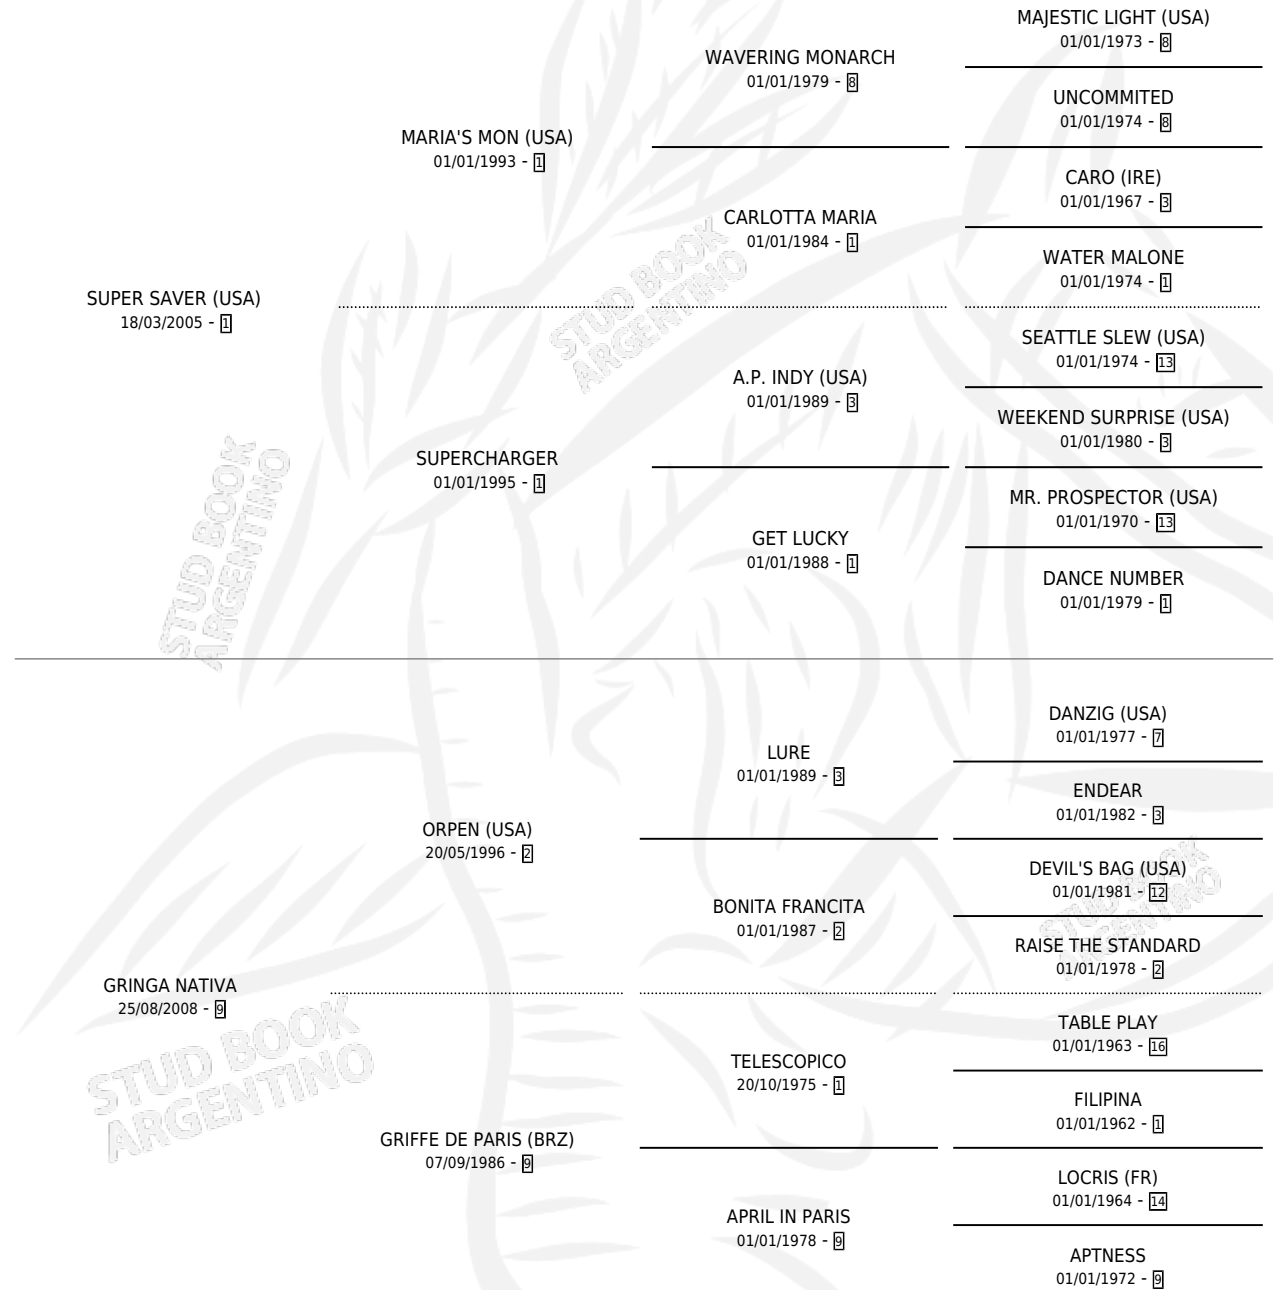 MAJESTIC LIGHT (USA)
01/01/1973 - 8
WAVERING MONARCH
01/01/1979 - 8
UNCOMMITED
01/01/1974 - 8
MARIA'S MON (USA)
01/01/1993 - 1
CARO (IRE)
01/01/1967 - 3
CARLOTTA MARIA
01/01/1984 - 1
WATER MALONE
01/01/1974 - 1
SUPER SAVER (USA)
18/03/2005 - 1
STUD BOOK
ARGENTINO
SEATTLE SLEW (USA)
01/01/1974 - 13
A.P. INDY (USA)
01/01/1989 - 3
WEEKEND SURPRISE (USA)
01/01/1980 - 3
SUPERCHARGER
01/01/1995 - 1
MR. PROSPECTOR (USA)
01/01/1970 - 13
GET LUCKY
01/01/1988 - 1
DANCE NUMBER
01/01/1979 - 1
STUD BOOK
ARGENTINO
DANZIG (USA)
01/01/1977 - 7
LURE
01/01/1989 - 3
ENDEAR
01/01/1982 - 3
ORPEN (USA)
20/05/1996 - 2
DEVIL'S BAG (USA)
01/01/1981 - 12
BONITA FRANCITA
01/01/1987 - 2
STUD BOOK
ARGENTINO
RAISE THE STANDARD
01/01/1978 - 2
GRINGA NATIVA
25/08/2008 - 9
TABLE PLAY
01/01/1963 - 16
TELESCOPICO
20/10/1975 - 1
FILIPINA
01/01/1962 - 1
STUD BOOK
ARGENTINO
GRIFFE DE PARIS (BRZ)
07/09/1986 - 9
LOCRIS (FR)
01/01/1964 - 14
APRIL IN PARIS
01/01/1978 - 9
APTNESS
01/01/1972 - 9